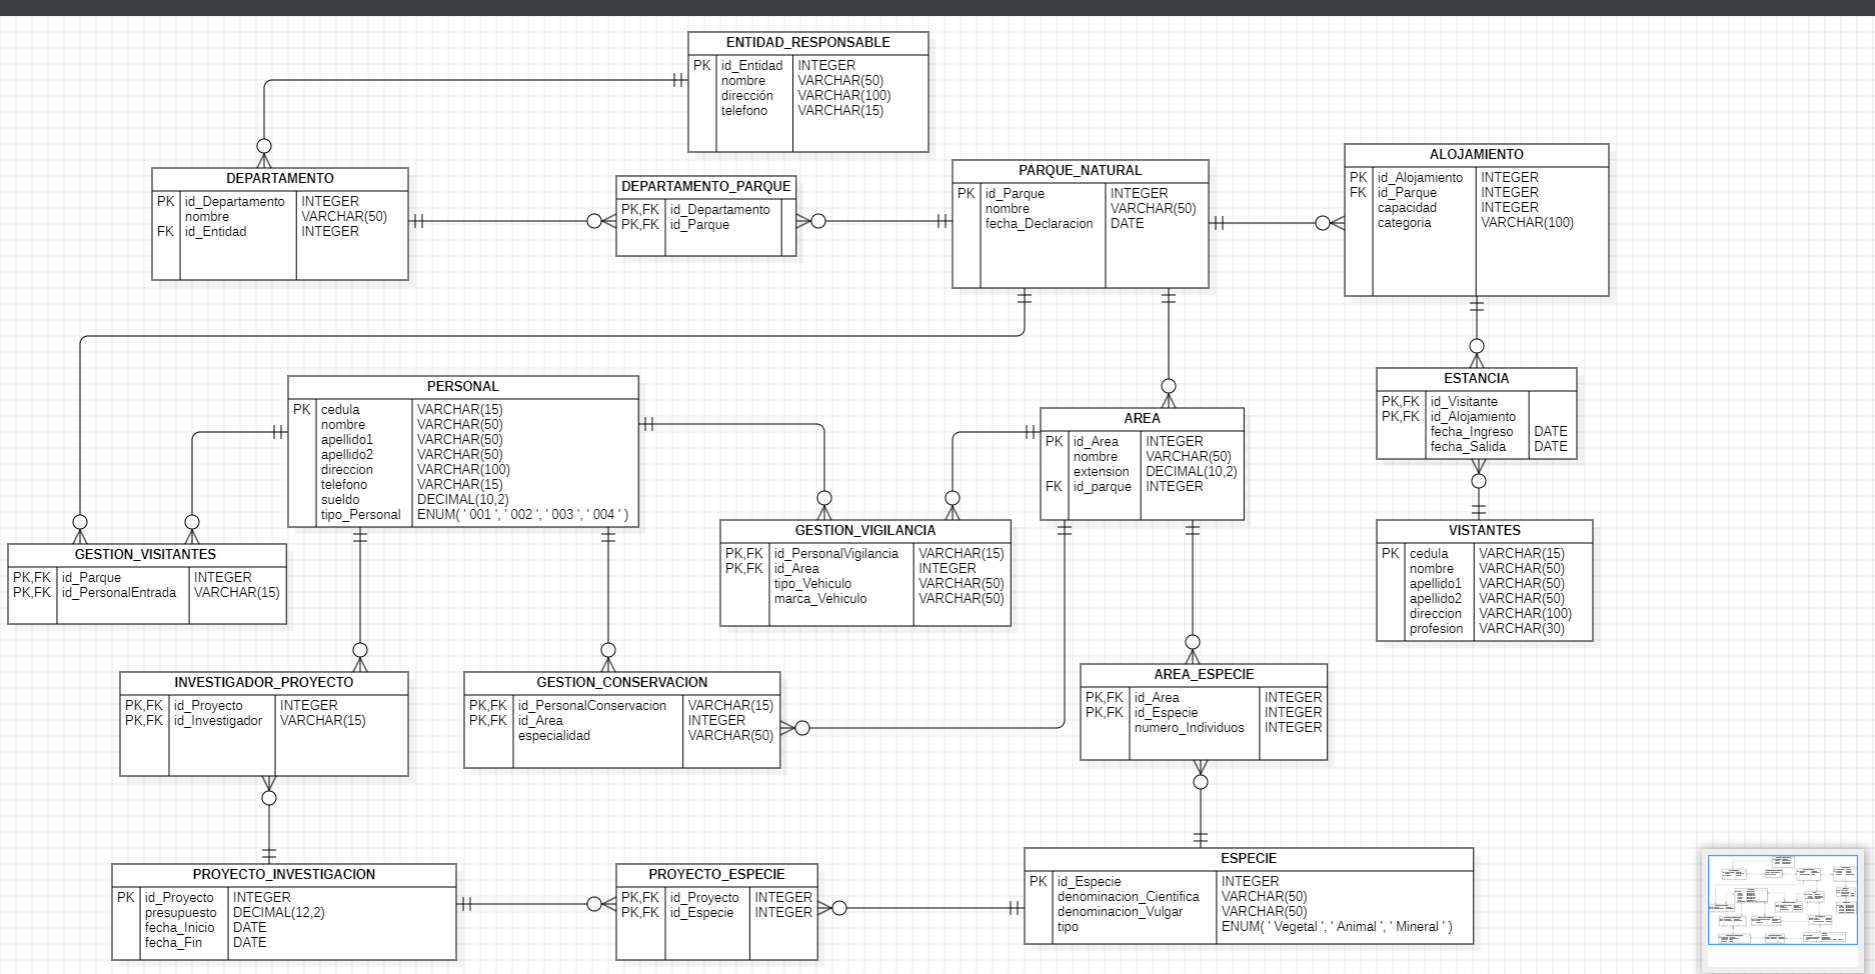 ENTIDAD_RESPONSABLE
PK id_Entidad INTEGER
nombre VARCHAR(50)
dirección VARCHAR(100)
telefono VARCHAR(15)
DEPARTAMENTO
PK id_Departamento INTEGER
nombre VARCHAR(50)
FK id_Entidad INTEGER
DEPARTAMENTO_PARQUE
PK,FK id_Departamento
PK,FK id_Parque
PARQUE_NATURAL
PK id_Parque INTEGER
nombre VARCHAR(50)
fecha_Declaracion DATE
ALOJAMIENTO
PK id_Alojamiento INTEGER
FK id_Parque INTEGER
capacidad INTEGER
categoria VARCHAR(100)
PERSONAL
PK cedula VARCHAR(15)
nombre VARCHAR(50)
apellido1 VARCHAR(50)
apellido2 VARCHAR(50)
direccion VARCHAR(100)
telefono VARCHAR(15)
sueldo DECIMAL(10,2)
tipo_Personal ENUM( ' 001 ', ' 002 ', ' 003 ', ' 004 ' )
AREA
PK id_Area INTEGER
nombre VARCHAR(50)
extension DECIMAL(10,2)
FK id_parque INTEGER
ESTANCIA
PK,FK id_Visitante
PK,FK id_Alojamiento
fecha_Ingreso DATE
fecha_Salida DATE
GESTION_VISITANTES
PK,FK id_Parque INTEGER
PK,FK id_PersonalEntrada VARCHAR(15)
GESTION_VIGILANCIA
PK,FK id_PersonalVigilancia VARCHAR(15)
PK,FK id_Area INTEGER
tipo_Vehiculo VARCHAR(50)
marca_Vehiculo VARCHAR(50)
VISTANTES
PK cedula VARCHAR(15)
nombre VARCHAR(50)
apellido1 VARCHAR(50)
apellido2 VARCHAR(50)
direccion VARCHAR(100)
profesion VARCHAR(30)
INVESTIGADOR_PROYECTO
PK,FK id_Proyecto INTEGER
PK,FK id_Investigador VARCHAR(15)
GESTION_CONSERVACION
PK,FK id_PersonalConservacion VARCHAR(15)
PK,FK id_Area INTEGER
especialidad VARCHAR(50)
AREA_ESPECIE
PK,FK id_Area INTEGER
PK,FK id_Especie INTEGER
numero_Individuos INTEGER
PROYECTO_INVESTIGACION
PK id_Proyecto INTEGER
presupuesto DECIMAL(12,2)
fecha_Inicio DATE
fecha_Fin DATE
PROYECTO_ESPECIE
PK,FK id_Proyecto INTEGER
PK,FK id_Especie INTEGER
ESPECIE
PK id_Especie INTEGER
denominacion_Cientifica VARCHAR(50)
denominacion_Vulgar VARCHAR(50)
tipo ENUM( ' Vegetal ', ' Animal ', ' Mineral ' )